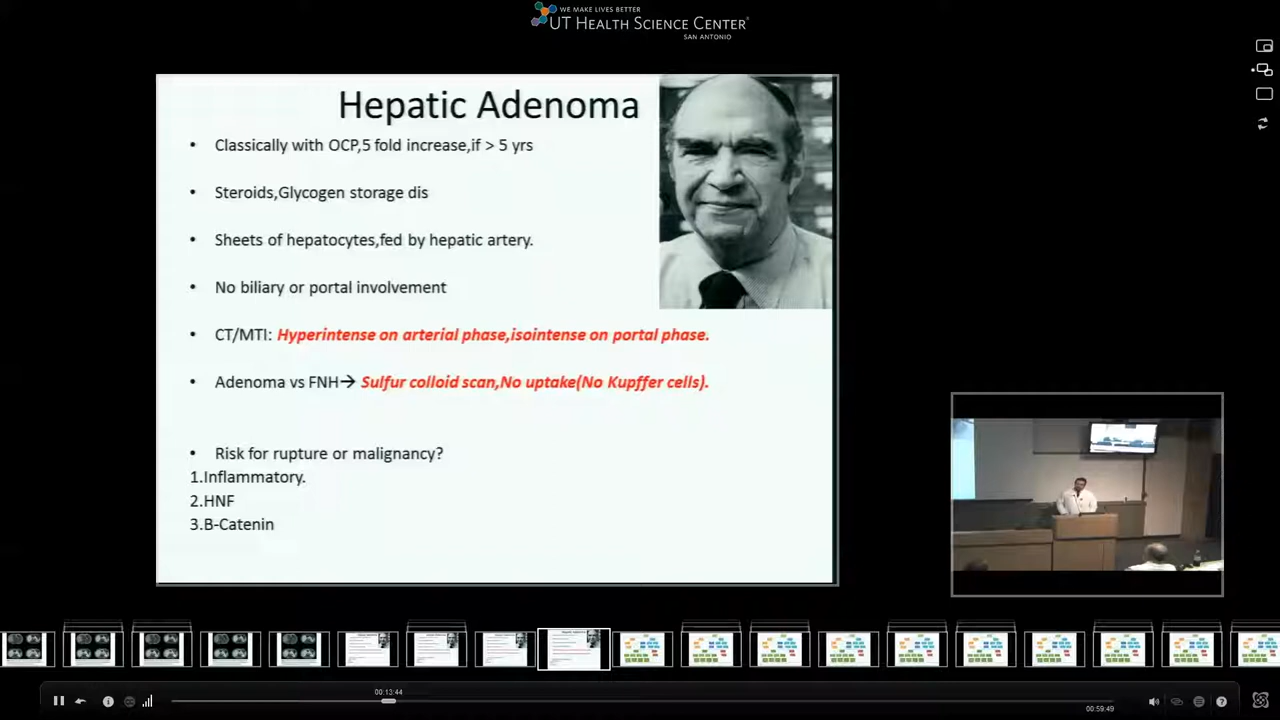 WE MAKE LIVES BETTER
UT HEALTH SCIENCE CENTER®
SAN ANTONIO
Hepatic Adenoma
• Classically with OCP,5 fold increase,if > 5 yrs
• Steroids,Glycogen storage dis
• Sheets of hepatocytes,fed by hepatic artery.
• No biliary or portal involvement
• CT/MTI: Hyperintense on arterial phase,isointense on portal phase.
• Adenoma vs FNH→ Sulfur colloid scan,No uptake(No Kupffer cells).
• Risk for rupture or malignancy?
1.Inflammatory.
2.HNF
3.B-Catenin
00:13:44
00:59:49